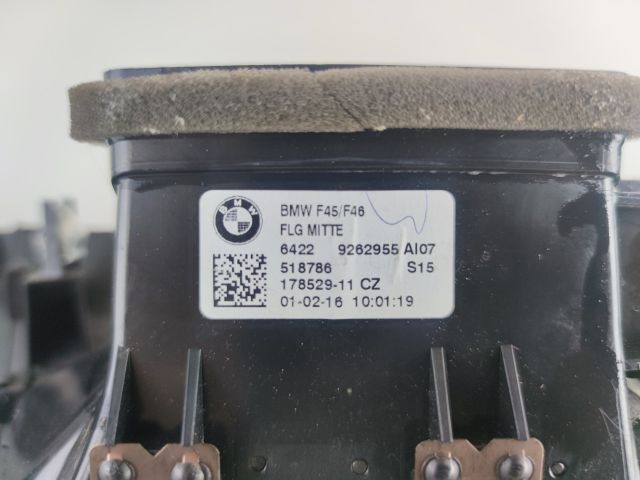 BMW
BMW F45/F46
FLG MITTE
6422 9262955 AI07
518786 S15
178529-11 CZ
01-02-16 10:01:19